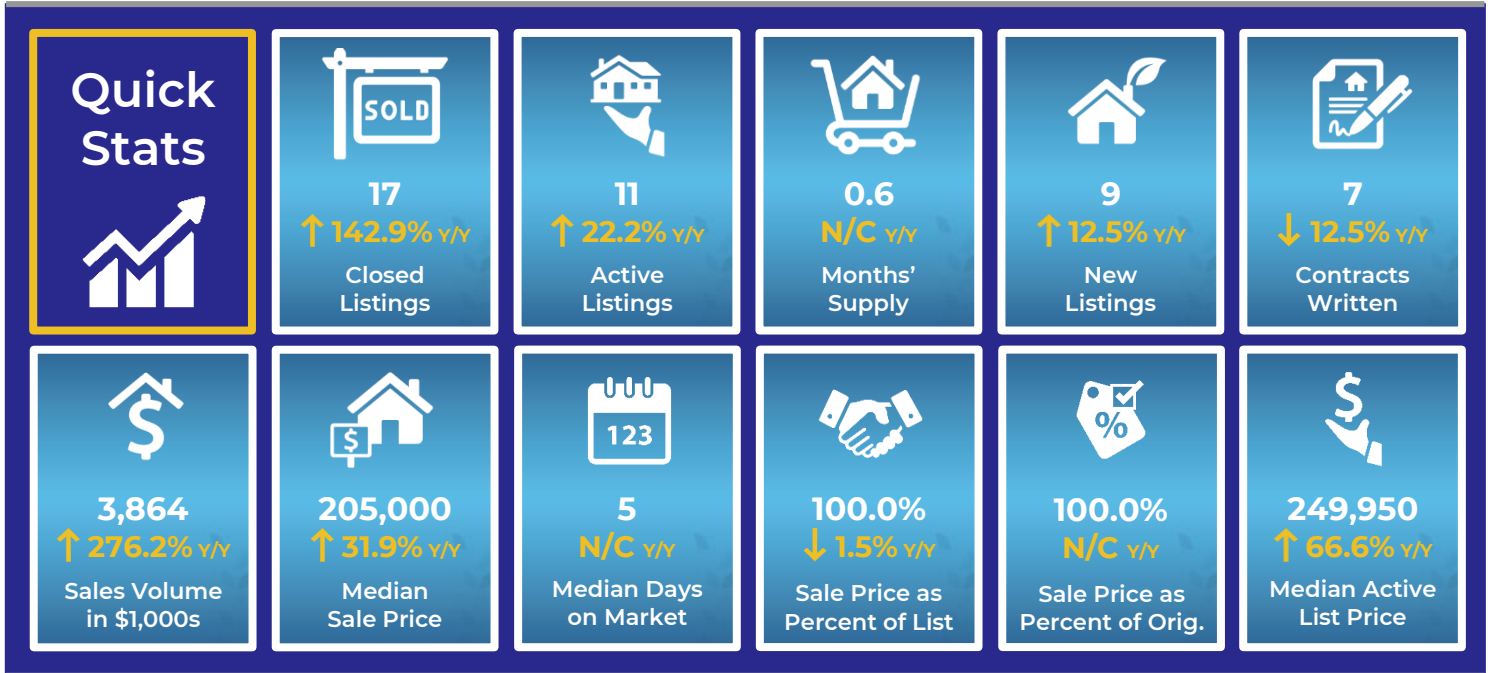 Quick
Stats
SOLD
17
↑ 142.9% Y/Y
Closed
Listings
11
↑ 22.2% Y/Y
Active
Listings
0.6
N/C Y/Y
Months’
Supply
9
↑ 12.5% Y/Y
New
Listings
7
↓ 12.5% Y/Y
Contracts
Written
$
3,864
↑ 276.2% Y/Y
Sales Volume
in $1,000s
$
205,000
↑ 31.9% Y/Y
Median
Sale Price
123
5
N/C Y/Y
Median Days
on Market
100.0%
↓ 1.5% Y/Y
Sale Price as
Percent of List
%
100.0%
N/C Y/Y
Sale Price as
Percent of Orig.
$
249,950
↑ 66.6% Y/Y
Median Active
List Price